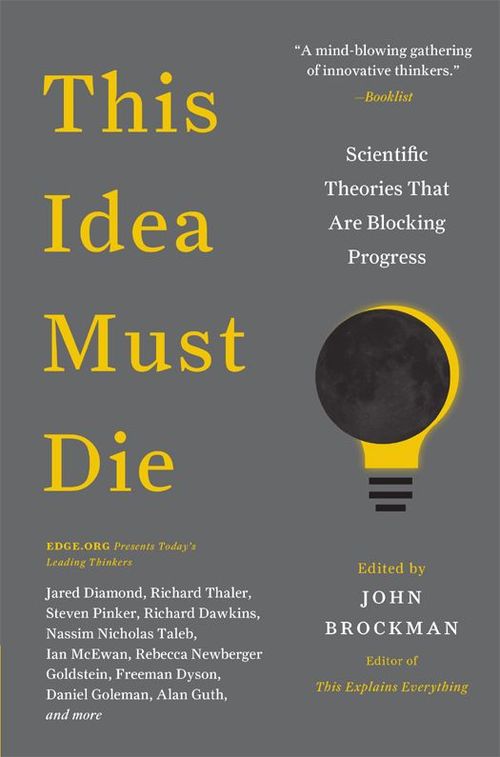 This
Idea
Must
Die
“A mind-blowing gathering
of innovative thinkers.”
—Booklist
Scientific
Theories That
Are Blocking
Progress
EDGE.ORG Presents Today's
Leading Thinkers
Jared Diamond, Richard Thaler,
Steven Pinker, Richard Dawkins,
Nassim Nicholas Taleb,
Ian McEwan, Rebecca Newberger
Goldstein, Freeman Dyson,
Daniel Goleman, Alan Guth,
and more
Edited by
JOHN
BROCKMAN
Editor of
This Explains Everything